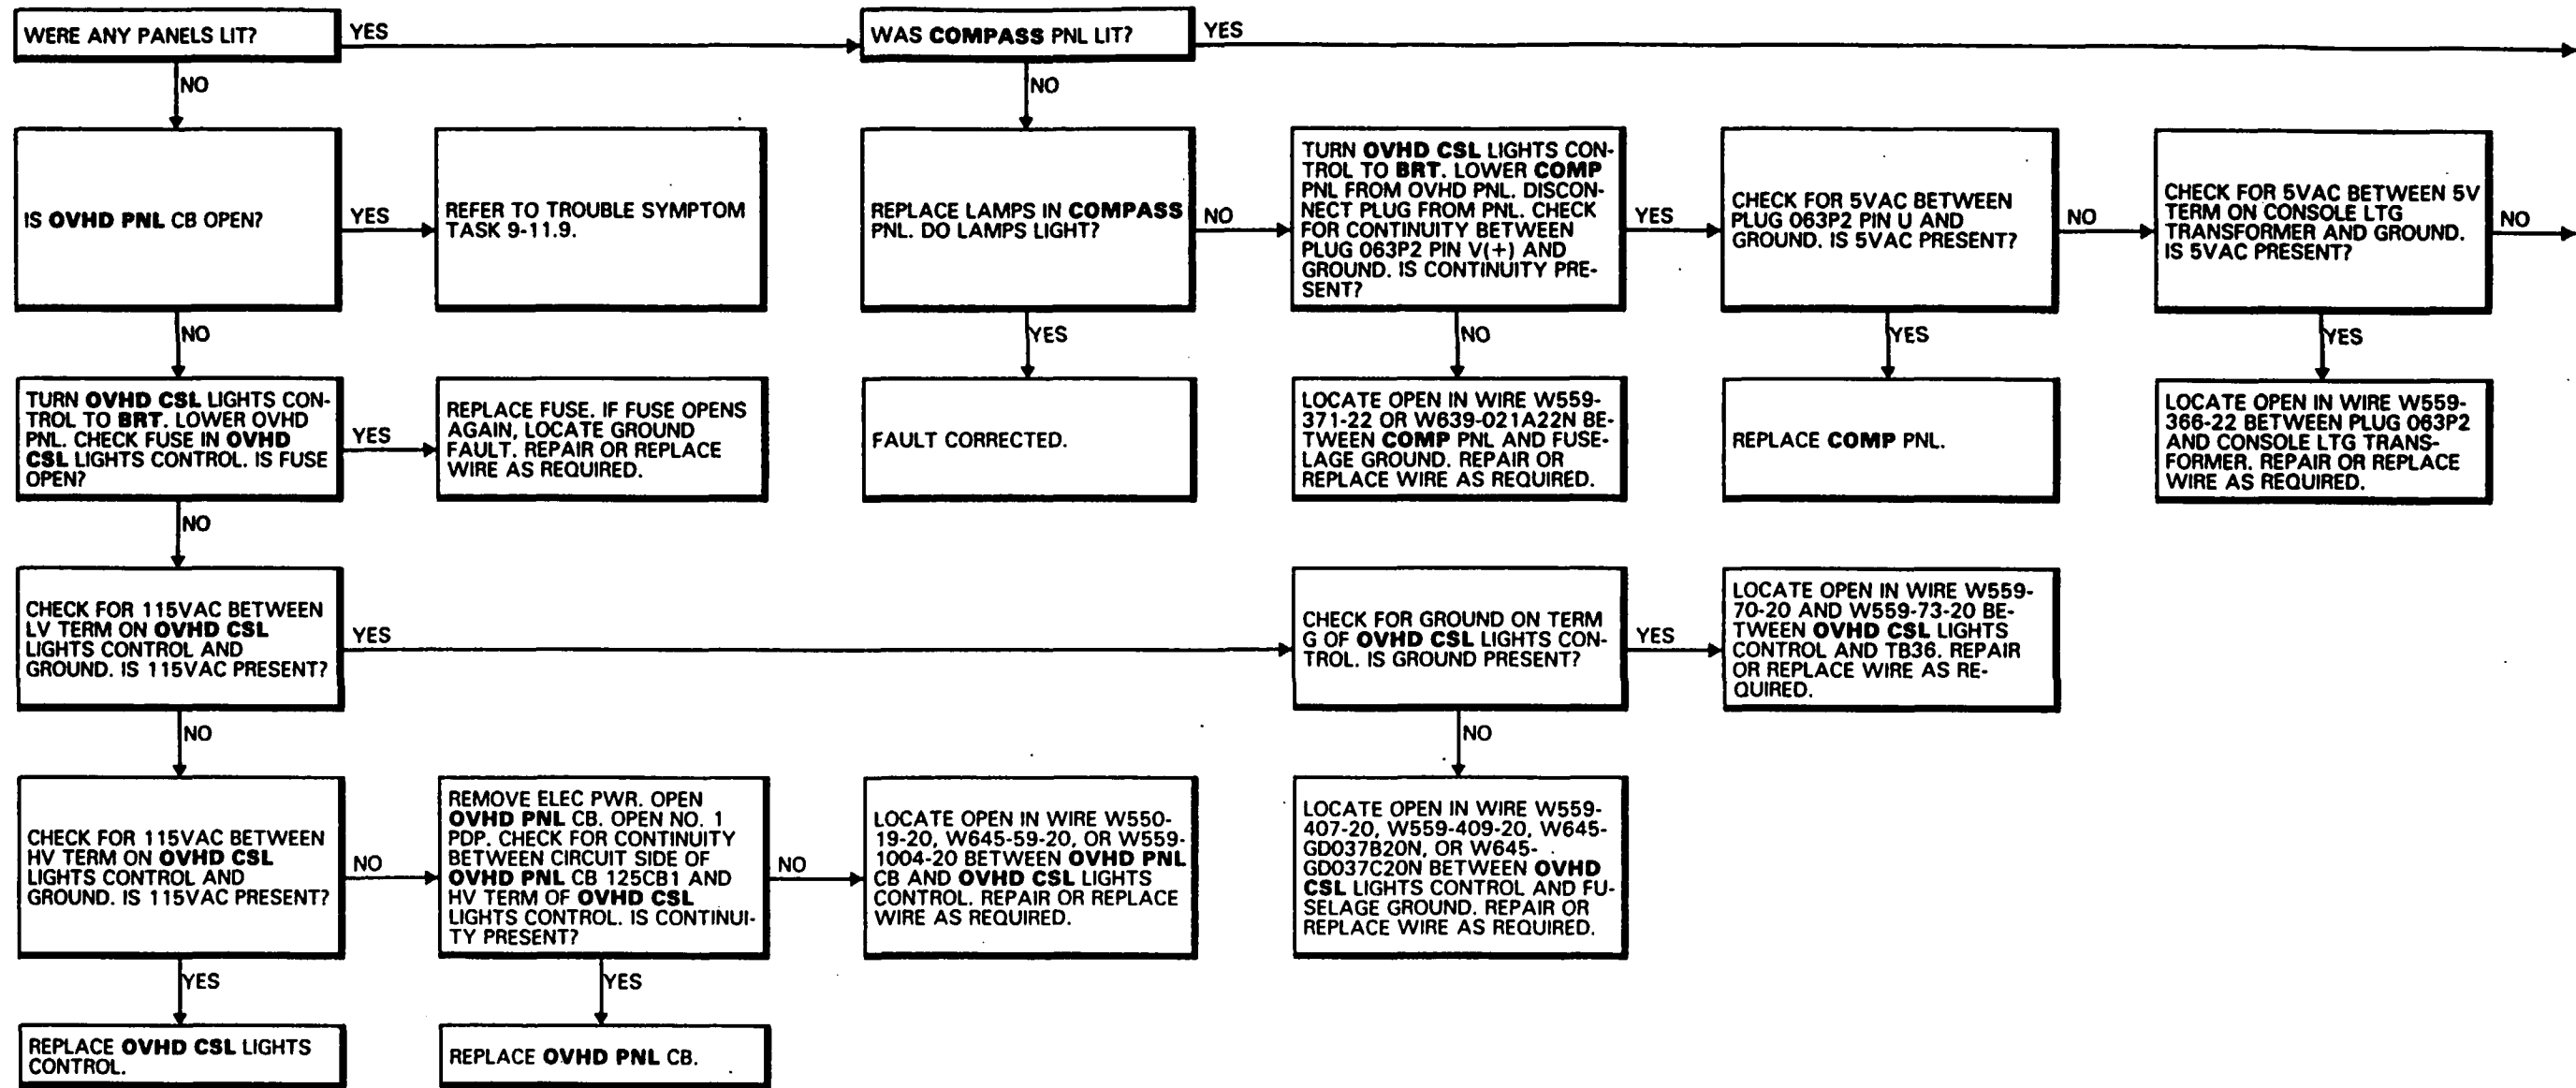 WERE ANY PANELS LIT?
YES
WAS COMPASS PNL LIT?
YES
NO
NO
IS OVHD PNL CB OPEN?
YES
REFER TO TROUBLE SYMPTOM
TASK 9-11.9.
REPLACE LAMPS IN COMPASS
PNL. DO LAMPS LIGHT?
NO
TURN OVHD CSL LIGHTS CON-
TROL TO BRT. LOWER COMP
PNL FROM OVHD PNL. DISCON-
NECT PLUG FROM PNL. CHECK
FOR CONTINUITY BETWEEN
PLUG 063P2 PIN V(+) AND
GROUND. IS CONTINUITY PRE-
SENT?
YES
CHECK FOR 5VAC BETWEEN
PLUG 063P2 PIN U AND
GROUND. IS 5VAC PRESENT?
NO
CHECK FOR 5VAC BETWEEN 5V
TERM ON CONSOLE LTG
TRANSFORMER AND GROUND.
IS 5VAC PRESENT?
NO
NO
YES
NO
YES
YES
TURN OVHD CSL LIGHTS CON-
TROL TO BRT. LOWER OVHD
PNL. CHECK FUSE IN OVHD
CSL LIGHTS CONTROL. IS FUSE
OPEN?
YES
REPLACE FUSE. IF FUSE OPENS
AGAIN, LOCATE GROUND
FAULT. REPAIR OR REPLACE
WIRE AS REQUIRED.
FAULT CORRECTED.
LOCATE OPEN IN WIRE W559-
371-22 OR W639-021A22N BE-
TWEEN COMP PNL AND FUSE-
LAGE GROUND. REPAIR OR
REPLACE WIRE AS REQUIRED.
REPLACE COMP PNL.
LOCATE OPEN IN WIRE W559-
366-22 BETWEEN PLUG 063P2
AND CONSOLE LTG TRANS-
FORMER. REPAIR OR REPLACE
WIRE AS REQUIRED.
NO
CHECK FOR 115VAC BETWEEN
LV TERM ON OVHD CSL
LIGHTS CONTROL AND
GROUND. IS 115VAC PRESENT?
YES
CHECK FOR GROUND ON TERM
G OF OVHD CSL LIGHTS CON-
TROL. IS GROUND PRESENT?
YES
LOCATE OPEN IN WIRE W559-
70-20 AND W559-73-20 BE-
TWEEN OVHD CSL LIGHTS
CONTROL AND TB36. REPAIR
OR REPLACE WIRE AS RE-
QUIRED.
NO
NO
CHECK FOR 115VAC BETWEEN
HV TERM ON OVHD CSL
LIGHTS CONTROL AND
GROUND. IS 115VAC PRESENT?
NO
REMOVE ELEC PWR. OPEN
OVHD PNL CB. OPEN NO. 1
PDP. CHECK FOR CONTINUITY
BETWEEN CIRCUIT SIDE OF
OVHD PNL CB 125CB1 AND
HV TERM OF OVHD CSL
LIGHTS CONTROL. IS CONTINUI-
TY PRESENT?
NO
LOCATE OPEN IN WIRE W550-
19-20, W645-59-20, OR W559-
1004-20 BETWEEN OVHD PNL
CB AND OVHD CSL LIGHTS
CONTROL. REPAIR OR REPLACE
WIRE AS REQUIRED.
LOCATE OPEN IN WIRE W559-
407-20, W559-409-20, W645-
GD037B20N, OR W645-
GD037C20N BETWEEN OVHD
CSL LIGHTS CONTROL AND FU-
SELAGE GROUND. REPAIR OR
REPLACE WIRE AS REQUIRED.
YES
YES
REPLACE OVHD CSL LIGHTS
CONTROL.
REPLACE OVHD PNL CB.